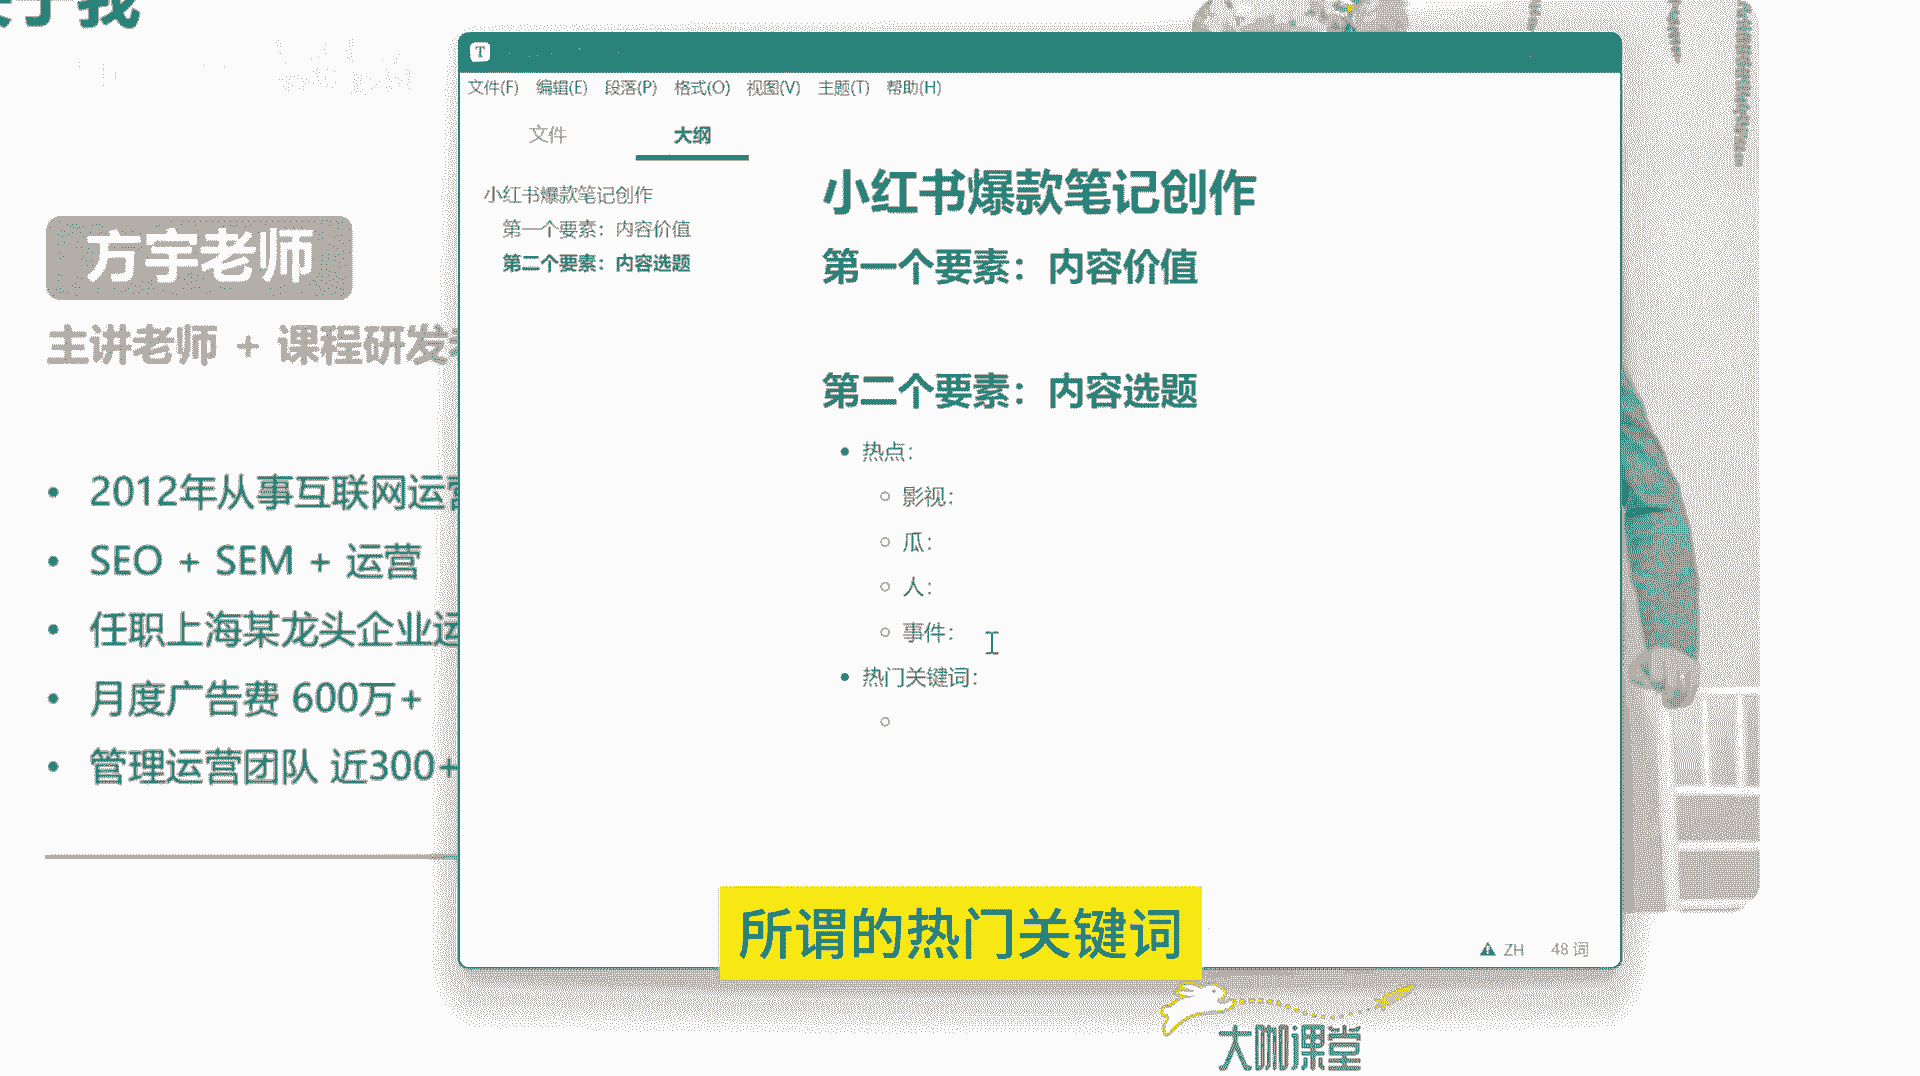 方宇老师
主讲老师 + 课程研发
2012年从事互联网运营
SEO + SEM + 运营
任职上海某龙头企业运
月度广告费 600万+
管理运营团队 近300+
T
文件(F) 编辑(E) 段落(P) 格式(O) 视图(V) 主题(T) 帮助(H)
文件 大纲
小红书爆款笔记创作
第一个要素：内容价值
第二个要素：内容选题
小红书爆款笔记创作
第一个要素：内容价值
第二个要素：内容选题
热点：
影视：
瓜：
人：
事件：
热门关键词：
ZH 48 词
所谓的热门关键词
大咖课堂